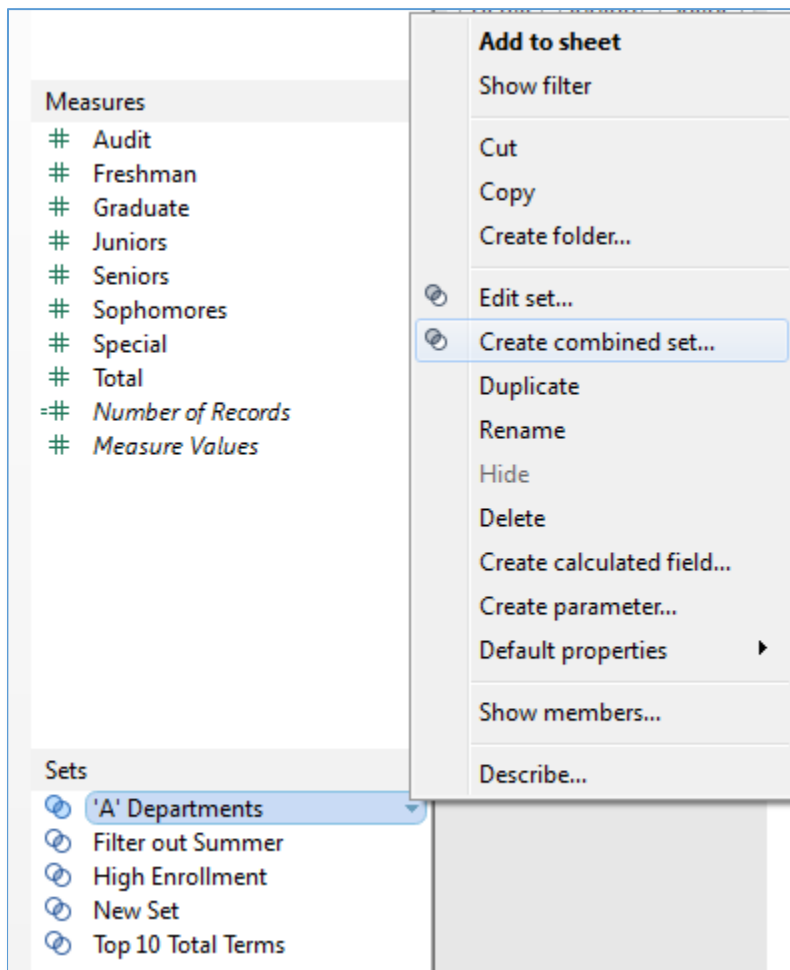 Measures
Audit
Freshman
Graduate
Juniors
Seniors
Sophomores
Special
Total
Number of Records
Measure Values
Sets
'A' Departments
Filter out Summer
High Enrollment
New Set
Top 10 Total Terms
Add to sheet
Show filter
Cut
Copy
Create folder...
Edit set...
Create combined set...
Duplicate
Rename
Hide
Delete
Create calculated field...
Create parameter...
Default properties
Show members...
Describe...